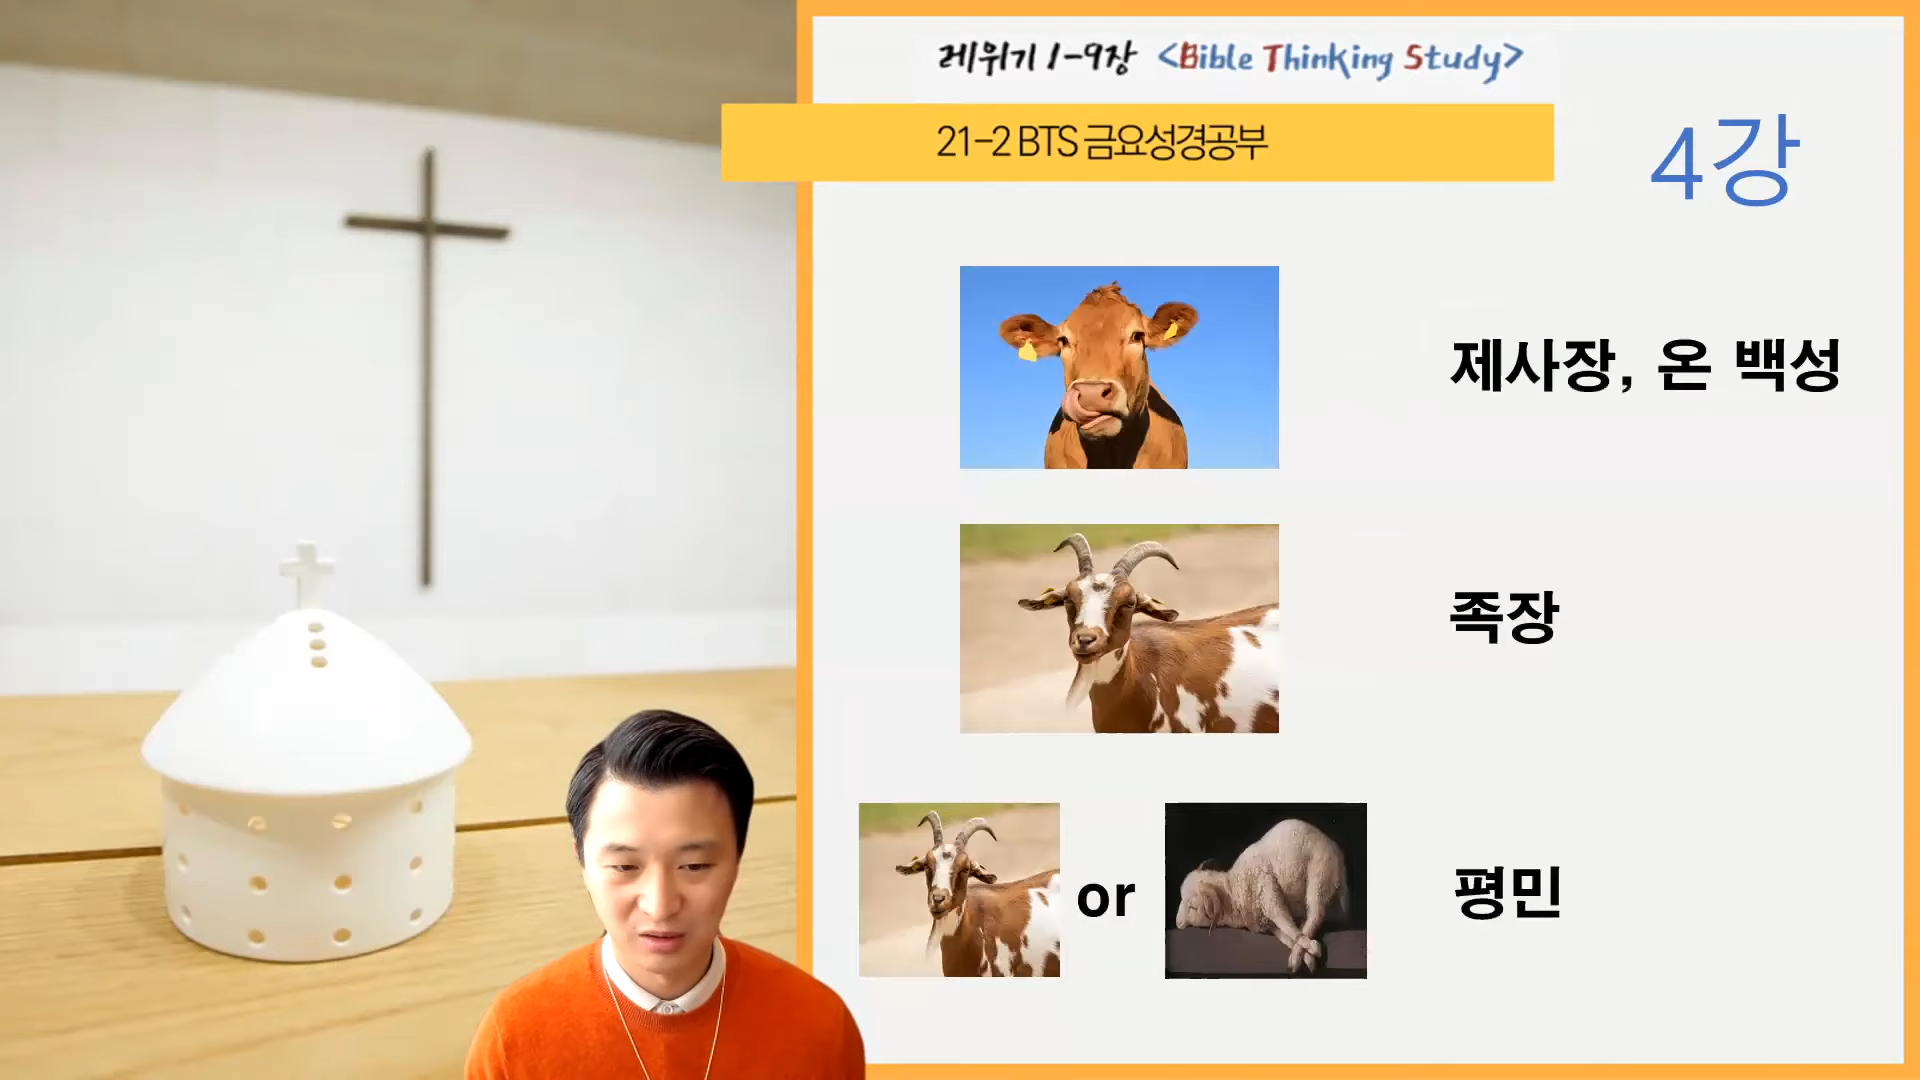 레위기 1-9장 <Bible Thinking Study>
21-2 BTS 금요성경공부
4강
제사장, 온 백성
족장
or
평민